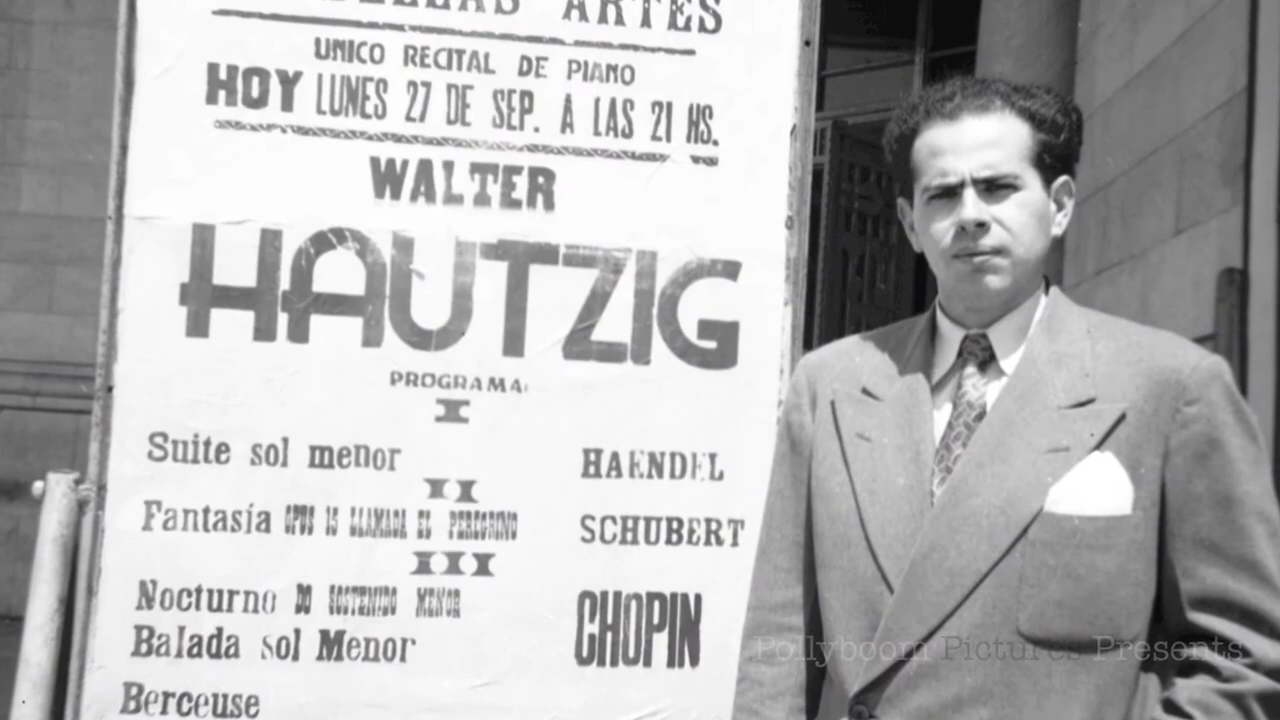 BELLAS ARTES
UNICO RECITAL DE PIANO
HOY LUNES 27 DE SEP. A LAS 21 HS.
WALTER
HAUTZIG
PROGRAMA:
I
Suite sol menor HAENDEL
II
Fantasía OPUS 15 LLAMADA EL PEREGRINO SCHUBERT
III
Nocturno DO SOSTENIDO MENOR
Balada sol Menor CHOPIN
Berceuse
Pollyboom Pictures Presents